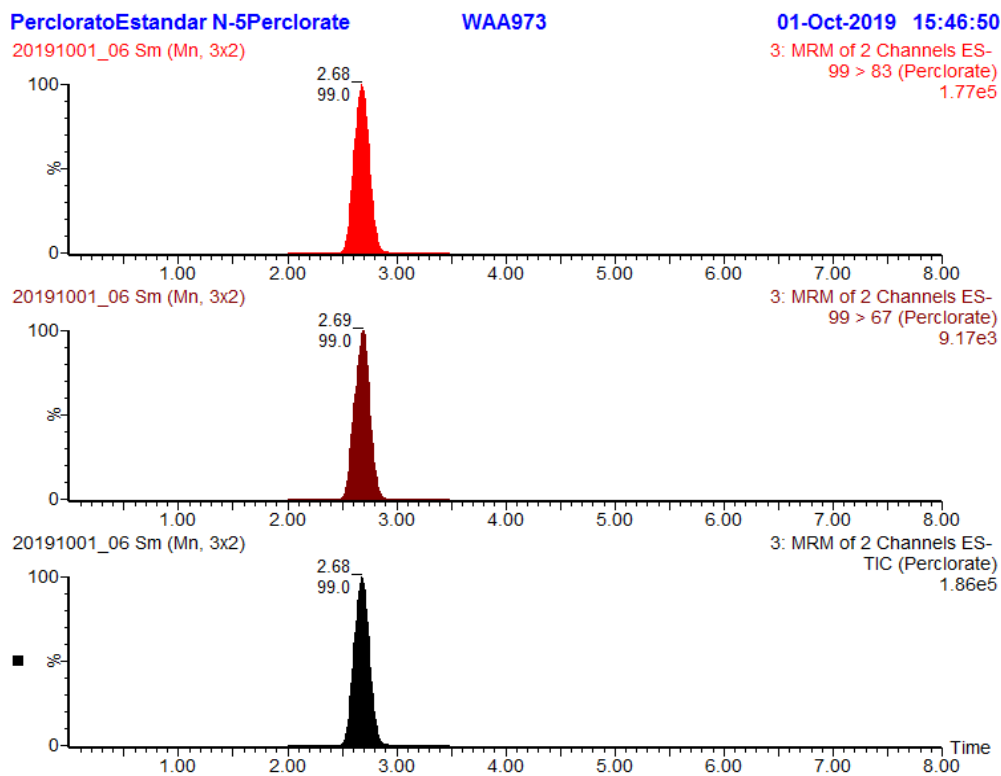 PercloratoEstandar N-5Perclorate WAA973 01-Oct-2019 15:46:50
20191001_06 Sm (Mn, 3x2) 3: MRM of 2 Channels ES-
99 > 83 (Perclorate)
1.77e5
2.68
99.0
100
%
0
1.00 2.00 3.00 4.00 5.00 6.00 7.00 8.00
20191001_06 Sm (Mn, 3x2) 3: MRM of 2 Channels ES-
99 > 67 (Perclorate)
9.17e3
2.69
99.0
100
%
0
1.00 2.00 3.00 4.00 5.00 6.00 7.00 8.00
20191001_06 Sm (Mn, 3x2) 3: MRM of 2 Channels ES-
TIC (Perclorate)
1.86e5
2.68
99.0
100
%
0
Time
1.00 2.00 3.00 4.00 5.00 6.00 7.00 8.00